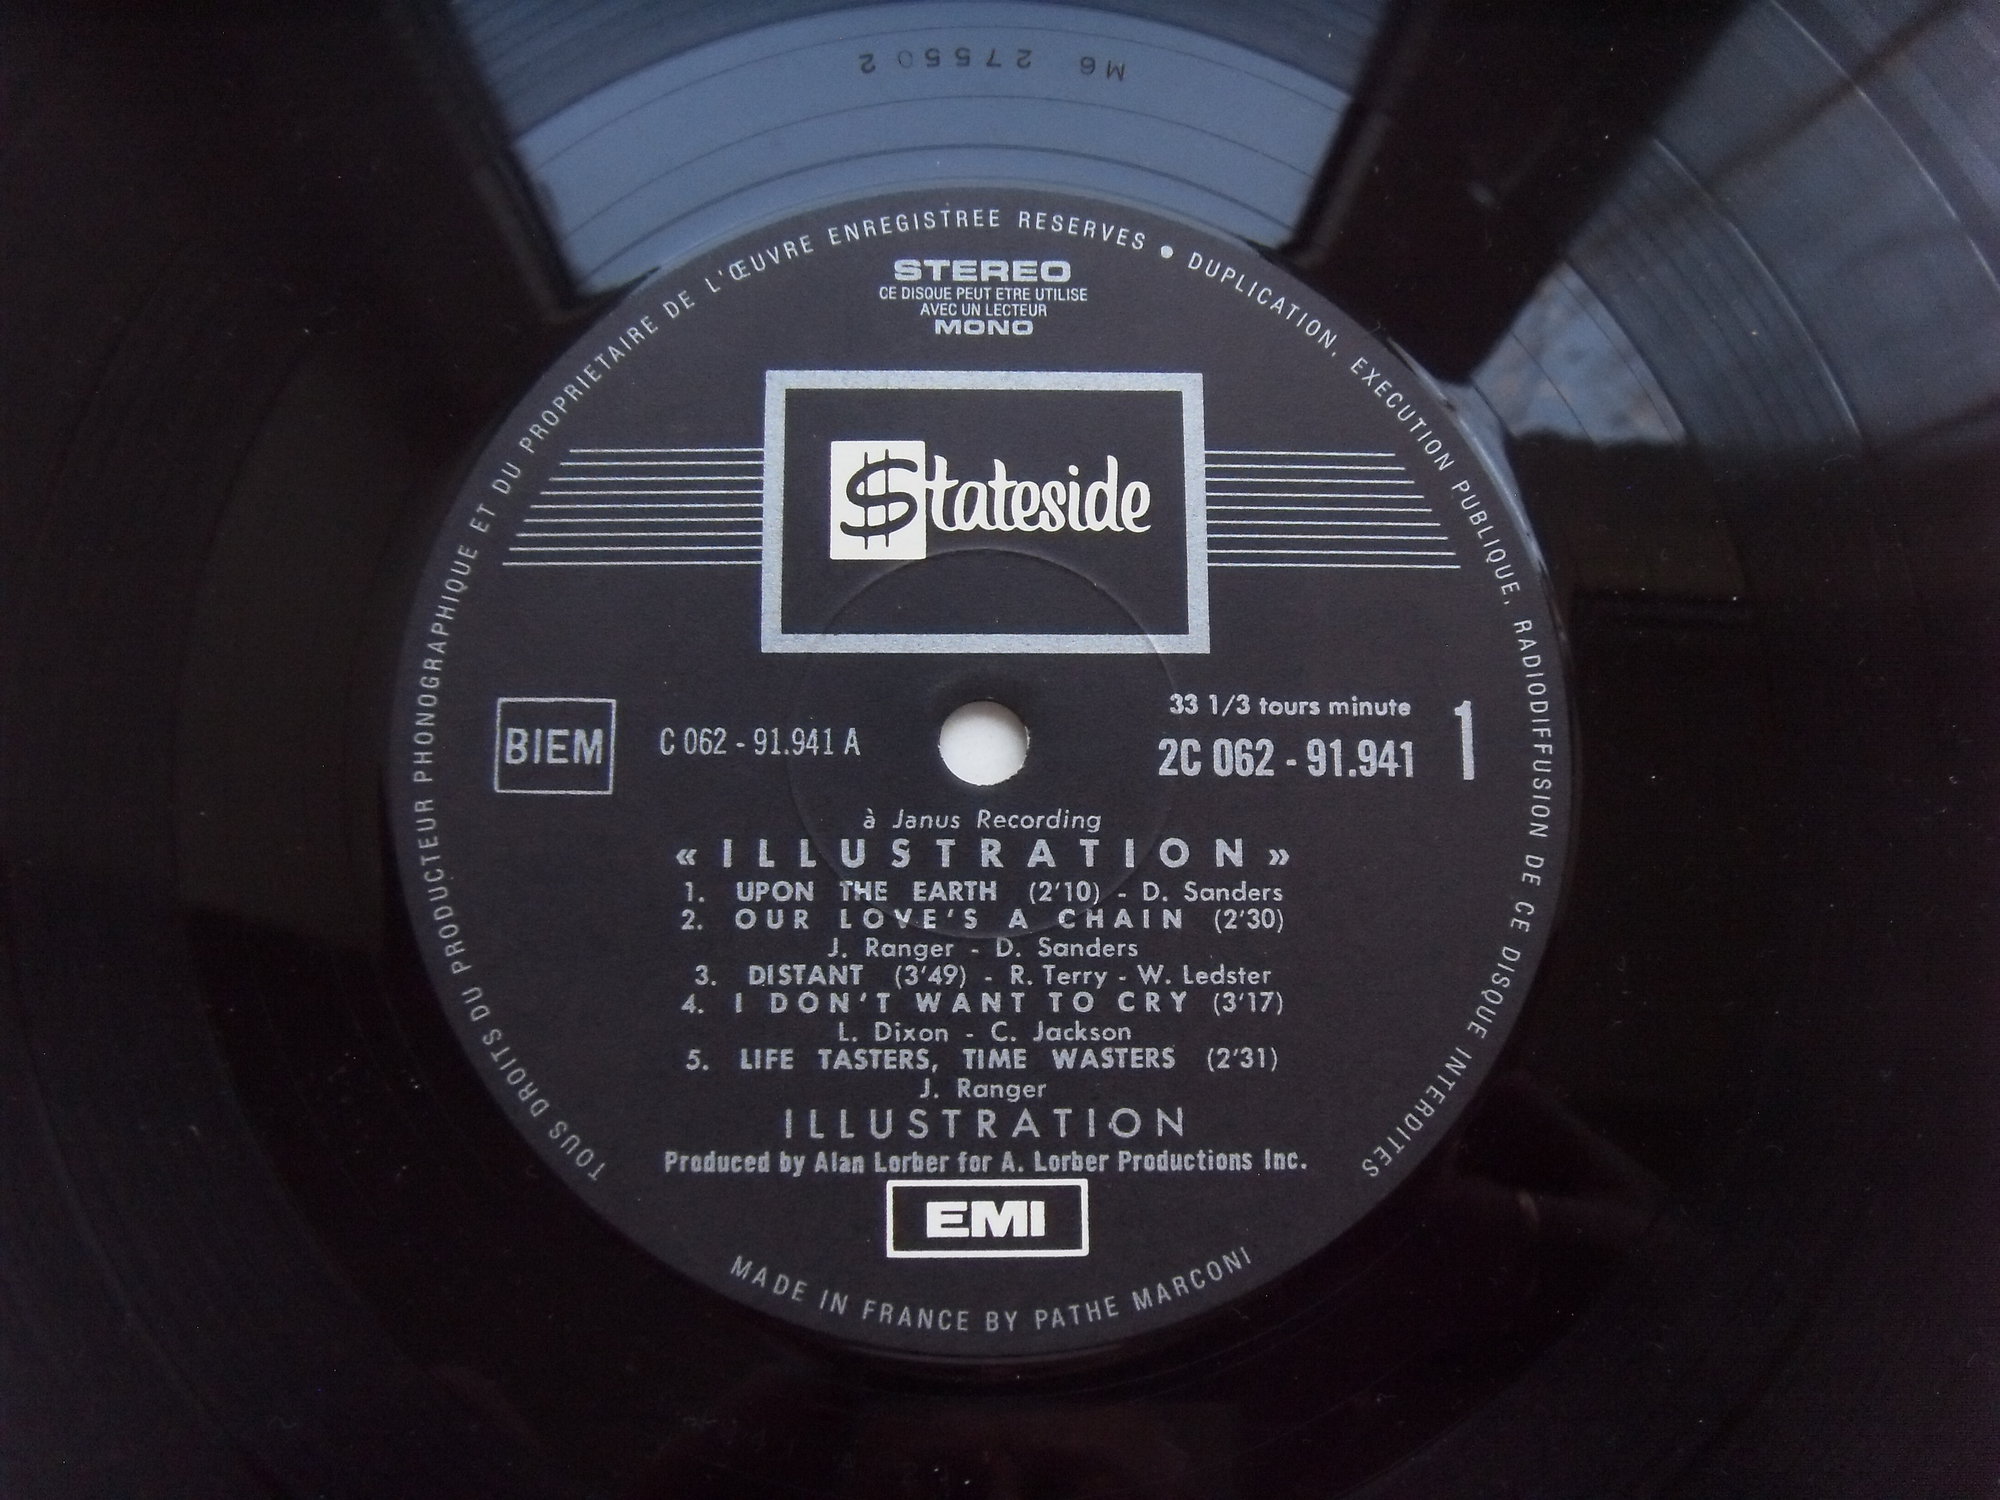 M6 275502
TOUS DROITS DU PRODUCTEUR PHONOGRAPHIQUE ET DU PROPRIETAIRE DE L'ŒUVRE ENREGISTREE RESERVES • DUPLICATION, EXECUTION PUBLIQUE, RADIODIFFUSION DE CE DISQUE INTERDITES
STEREO
CE DISQUE PEUT ETRE UTILISE
AVEC UN LECTEUR
MONO
Stateside
BIEM
C 062 - 91.941 A
33 1/3 tours minute
2C 062 - 91.941
1
à Janus Recording
« ILLUSTRATION »
1. UPON THE EARTH (2'10) - D. Sanders
2. OUR LOVE'S A CHAIN (2'30)
J. Ranger - D. Sanders
3. DISTANT (3'49) - R. Terry - W. Ledster
4. I DON'T WANT TO CRY (3'17)
L. Dixon - C. Jackson
5. LIFE TASTERS, TIME WASTERS (2'31)
J. Ranger
ILLUSTRATION
Produced by Alan Lorber for A. Lorber Productions Inc.
EMI
MADE IN FRANCE BY PATHE MARCONI